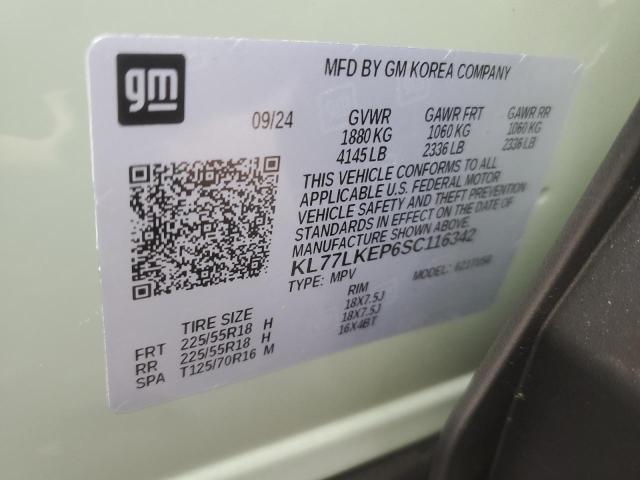 gm
MFD BY GM KOREA COMPANY
09/24 GVWR GAWR FRT GAWR RR
1880 KG 1060 KG 1060 KG
4145 LB 2336 LB 2336 LB
THIS VEHICLE CONFORMS TO ALL
APPLICABLE U.S. FEDERAL MOTOR
VEHICLE SAFETY AND THEFT PREVENTION
STANDARDS IN EFFECT ON THE DATE OF
MANUFACTURE SHOWN ABOVE.
KL77LKEP6SC116342
TYPE: MPV MODEL:
TIRE SIZE RIM
FRT 225/55R18 H 18X7.5J
RR 225/55R18 H 18X7.5J
SPA T125/70R16 M 16X4BT